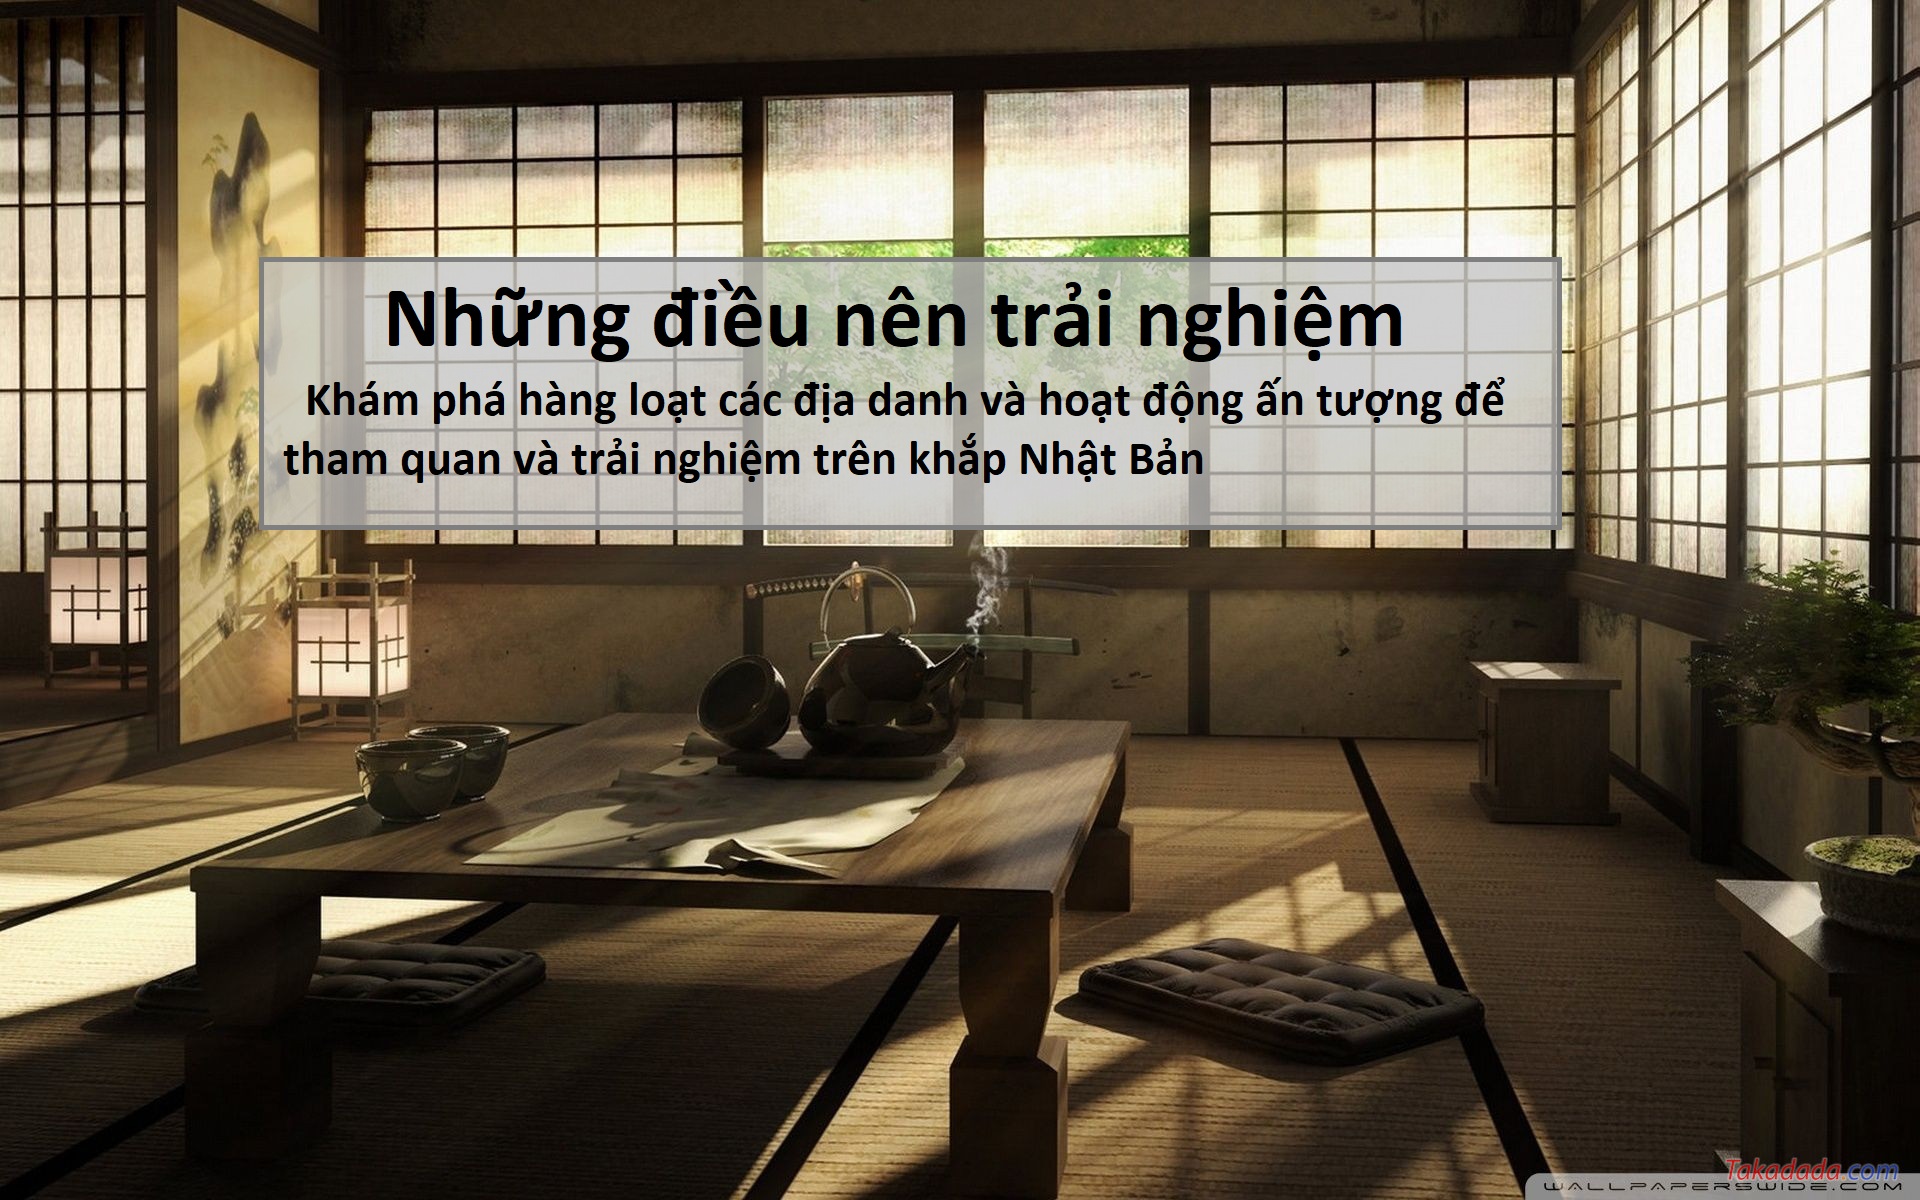 Những điều nên trải nghiệm
Khám phá hàng loạt các địa danh và hoạt động ấn tượng để
tham quan và trải nghiệm trên khắp Nhật Bản
Takadada.com
WALLPAPERSWIDE.COM